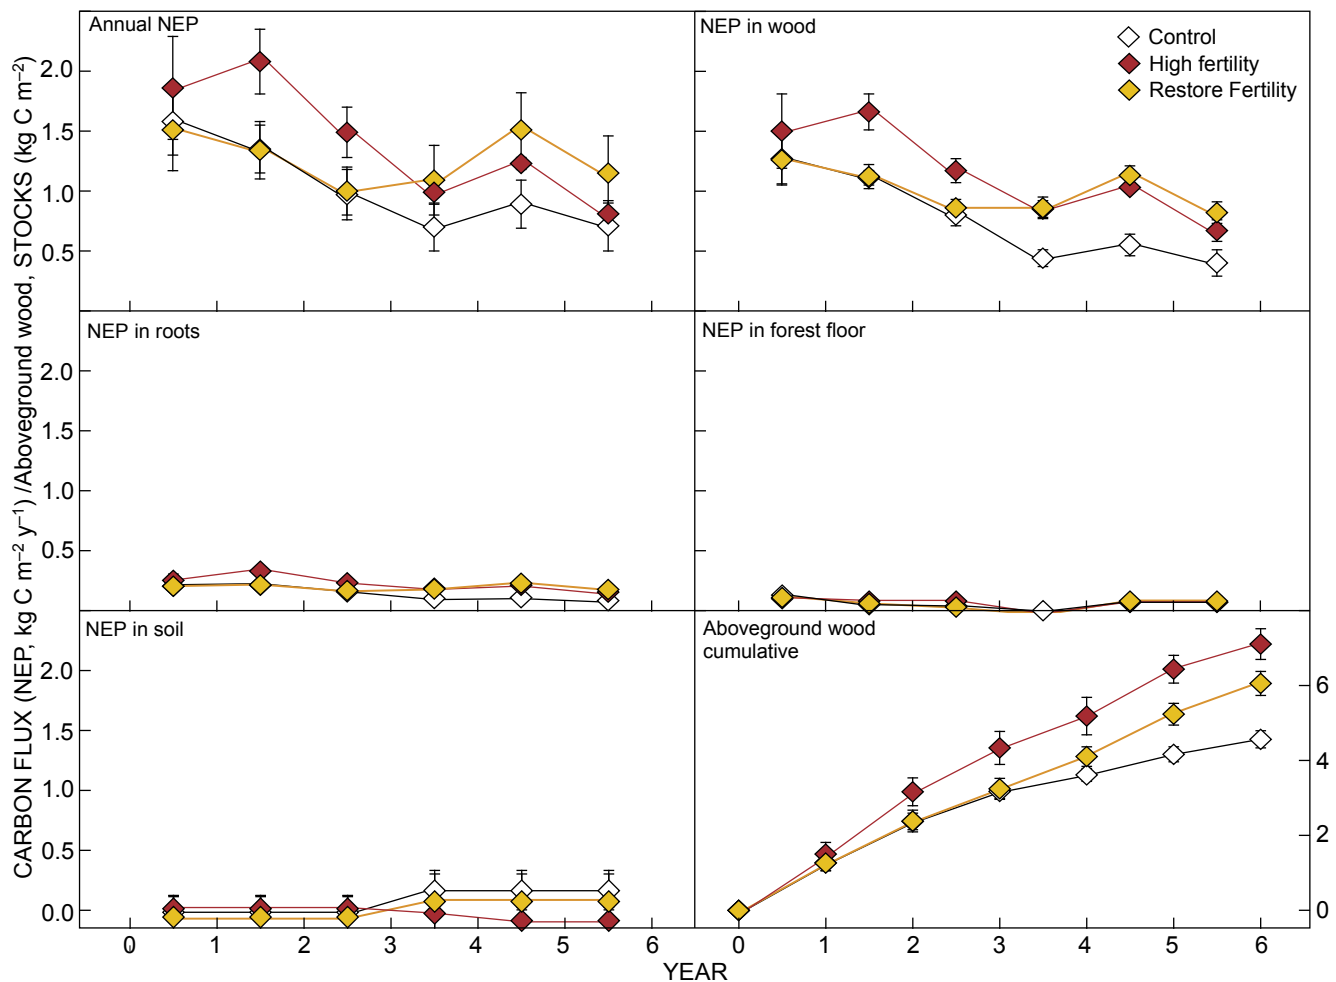 CARBON FLUX (NEP, kg C m⁻² y⁻¹) /Aboveground wood, STOCKS (kg C m⁻²)
Annual NEP
2.0
1.5
1.0
0.5
NEP in wood
Control
High fertility
Restore Fertility
NEP in roots
2.0
1.5
1.0
0.5
NEP in forest floor
NEP in soil
2.0
1.5
1.0
0.5
0.0
0 1 2 3 4 5 6
Aboveground wood
cumulative
6
4
2
0
0 1 2 3 4 5 6
YEAR